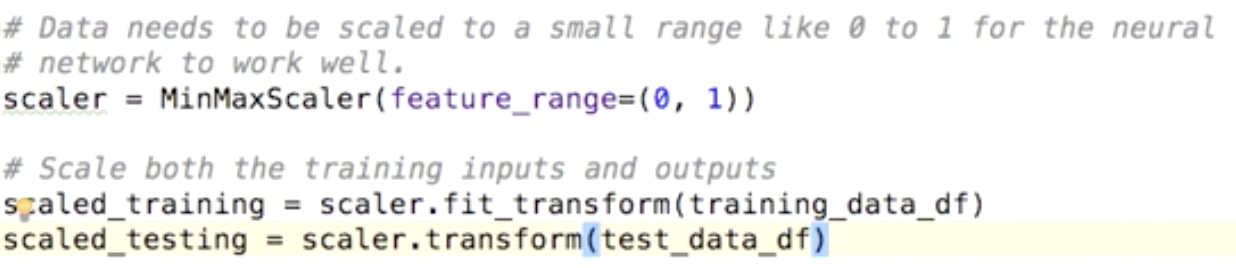 # Data needs to be scaled to a small range like 0 to 1 for the neural
# network to work well.
scaler = MinMaxScaler(feature_range=(0, 1))
# Scale both the training inputs and outputs
scaled_training = scaler.fit_transform(training_data_df)
scaled_testing = scaler.transform(test_data_df)